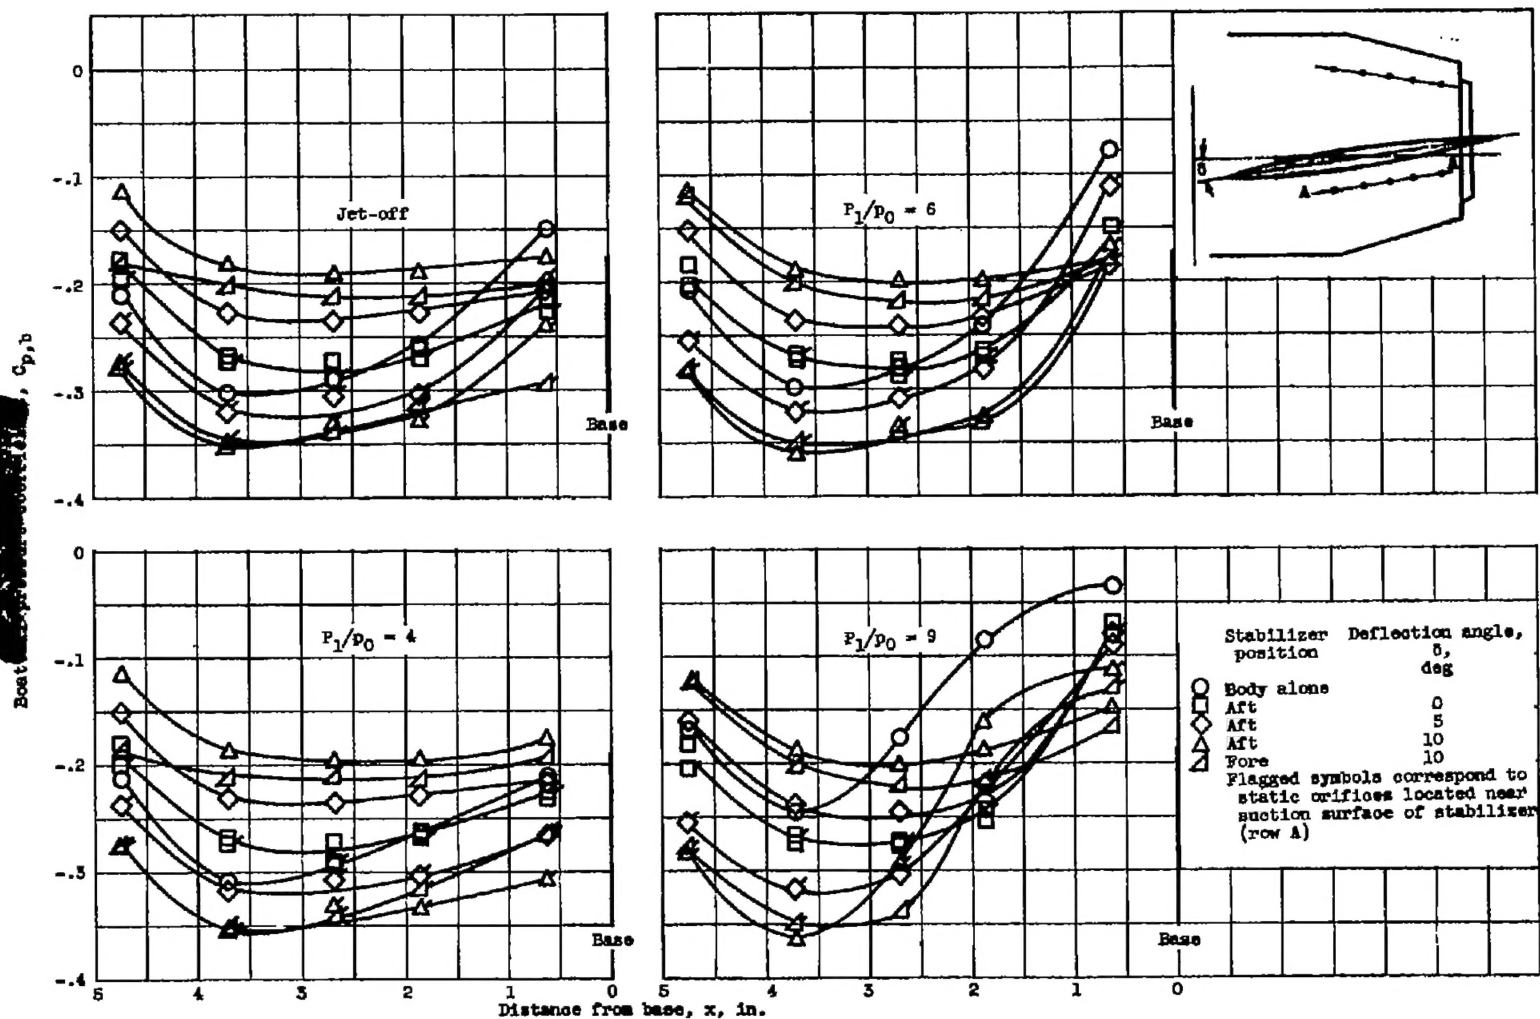 0
-.1
-.2
-.3
-.4
Jet-off
Base
P1/p0 = 6
Base
δ
A
A
Cp,b
0
-.1
-.2
-.3
-.4
P1/p0 = 4
Base
5 4 3 2 1 0
P1/p0 = 9
Base
5 4 3 2 1 0
Distance from base, x, in.
Stabilizer Deflection angle,
position δ,
deg
Body alone
Aft 0
Aft 5
Aft 10
Fore 10
Flagged symbols correspond to
static orifices located near
suction surface of stabilizer
(row A)